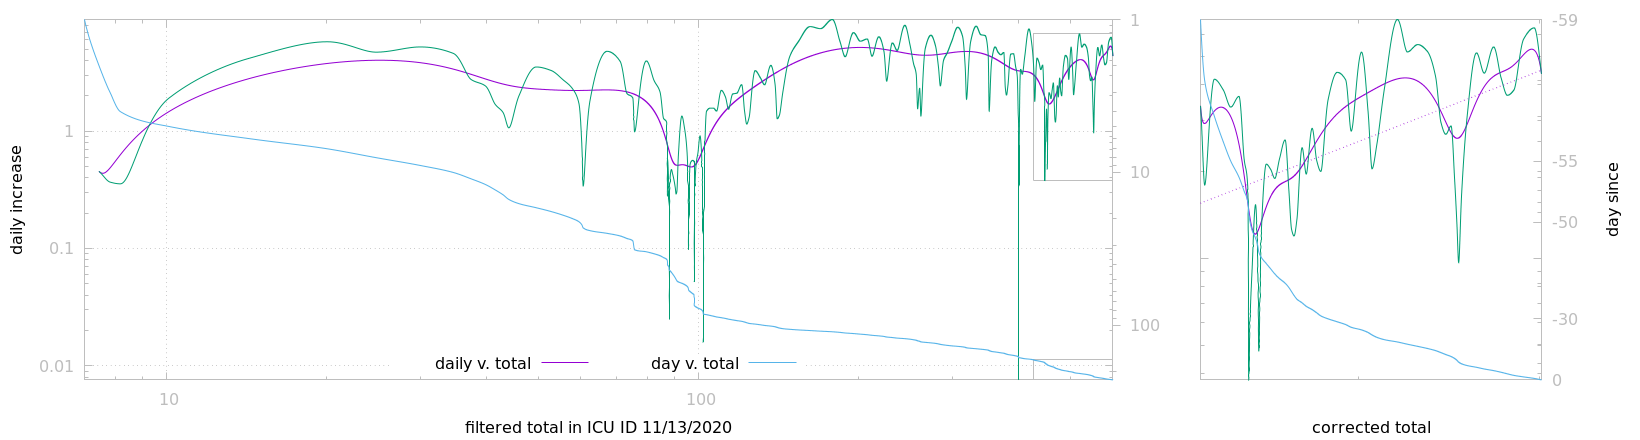 1
-59
1
-55
daily increase
10
day since
-50
0.1
100
-30
daily v. total
day v. total
0.01
0
10
100
filtered total in ICU ID 11/13/2020
corrected total